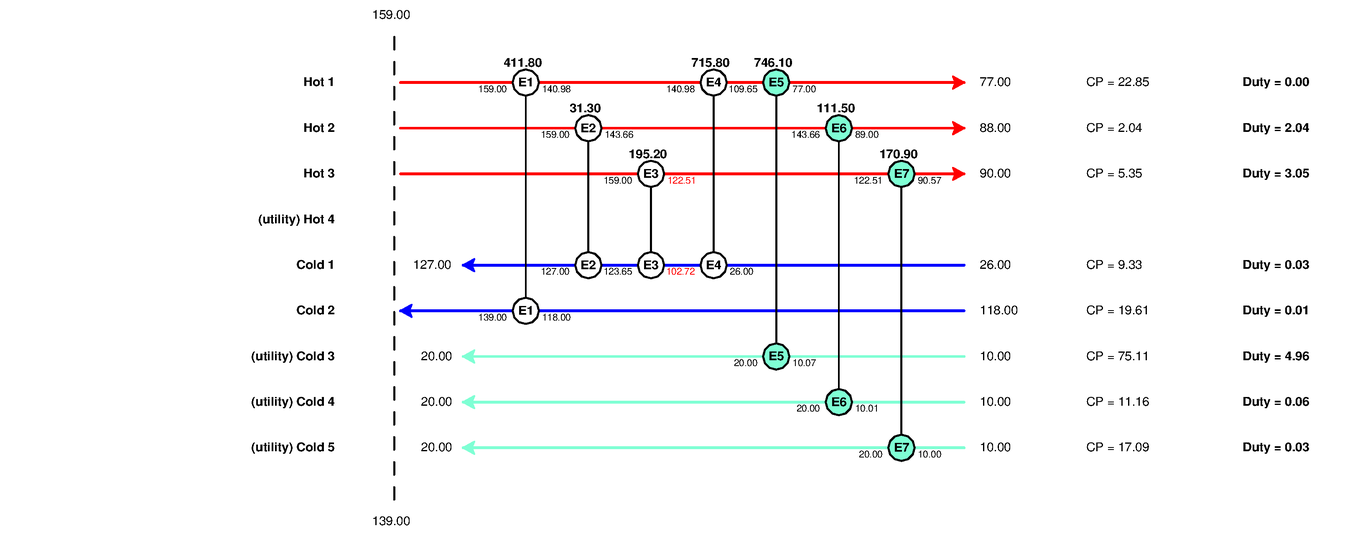 159.00
411.80 715.80 746.10
Hot 1 E1 E4 E5 77.00 CP = 22.85 Duty = 0.00
159.00 140.98 140.98 109.65 77.00
31.30 111.50
Hot 2 E2 E6 88.00 CP = 2.04 Duty = 2.04
159.00 143.66 143.66 89.00
195.20 170.90
Hot 3 E3 E7 90.00 CP = 5.35 Duty = 3.05
159.00 122.51 122.51 90.57
(utility) Hot 4
Cold 1 127.00 E2 E3 E4 26.00 CP = 9.33 Duty = 0.03
127.00 123.65 102.72 26.00
Cold 2 E1 118.00 CP = 19.61 Duty = 0.01
139.00 118.00
(utility) Cold 3 20.00 E5 10.00 CP = 75.11 Duty = 4.96
20.00 10.07
(utility) Cold 4 20.00 E6 10.00 CP = 11.16 Duty = 0.06
20.00 10.01
(utility) Cold 5 20.00 E7 10.00 CP = 17.09 Duty = 0.03
20.00 10.00
139.00